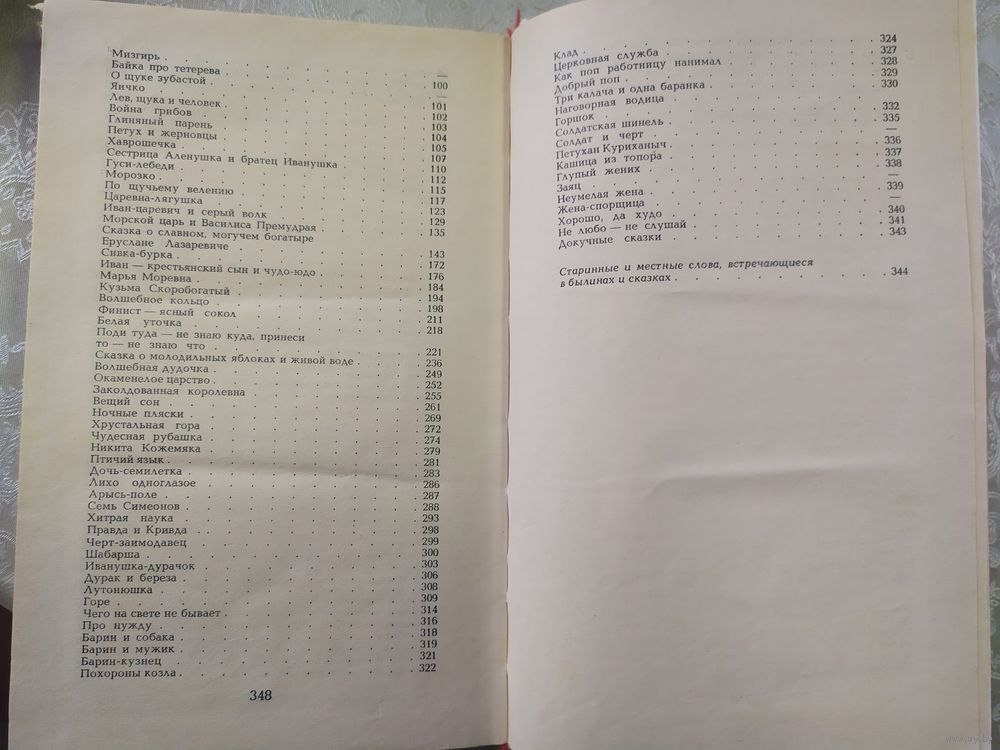 Мизгирь . —
Байка про тетерева . 100
О щуке зубастой . —
Яичко . 101
Лев, щука и человек . 102
Война грибов . 103
Глиняный парень . 104
Петух и жерновцы . 105
Хаврошечка . 107
Сестрица Аленушка и братец Иванушка . 110
Гуси-лебеди . 112
Морозко . 115
По щучьему велению . 117
Царевна-лягушка . 123
Иван-царевич и серый волк . 129
Морской царь и Василиса Премудрая . 135
Сказка о славном, могучем богатыре
Еруслане Лазаревиче . 143
Сивка-бурка . 172
Иван — крестьянский сын и чудо-юдо . 176
Марья Моревна . 184
Кузьма Скоробогатый . 194
Волшебное кольцо . 198
Финист — ясный сокол . 211
Белая уточка . 218
Поди туда — не знаю куда, принеси
то — не знаю что . 221
Сказка о молодильных яблоках и живой воде . 236
Волшебная дудочка . 249
Окаменелое царство . 252
Заколдованная королевна . 255
Вещий сон . 261
Ночные пляски . 269
Хрустальная гора . 272
Чудесная рубашка . 274
Никита Кожемяка . 279
Птичий язык . 281
Дочь-семилетка . 283
Лихо одноглазое . 286
Арысь-поле . 287
Семь Симеонов . 288
Хитрая наука . 293
Правда и Кривда . 298
Черт-заимодавец . 299
Шабарша . 300
Иванушка-дурачок . 303
Дурак и береза . 306
Лутонюшка . 308
Горе . 309
Чего на свете не бывает . 314
Про нужду . 316
Барин и собака . 318
Барин и мужик . 319
Барин-кузнец . 321
Похороны козла . 322
348
Клад . 324
Церковная служба . 327
Как поп работницу нанимал . 328
Добрый поп . 329
Три калача и одна баранка . 330
Наговорная водица .
Горшок . 332
Солдатская шинель . 335
Солдат и черт . —
Петухан Куриханыч . 336
Кашица из топора . 337
Глупый жених . 338
Заяц . —
Неумелая жена . 339
Жена-спорщица . —
Хорошо, да худо . 340
Не любо — не слушай . 341
Докучные сказки . 343
Старинные и местные слова, встречающиеся
в былинах и сказках . 344